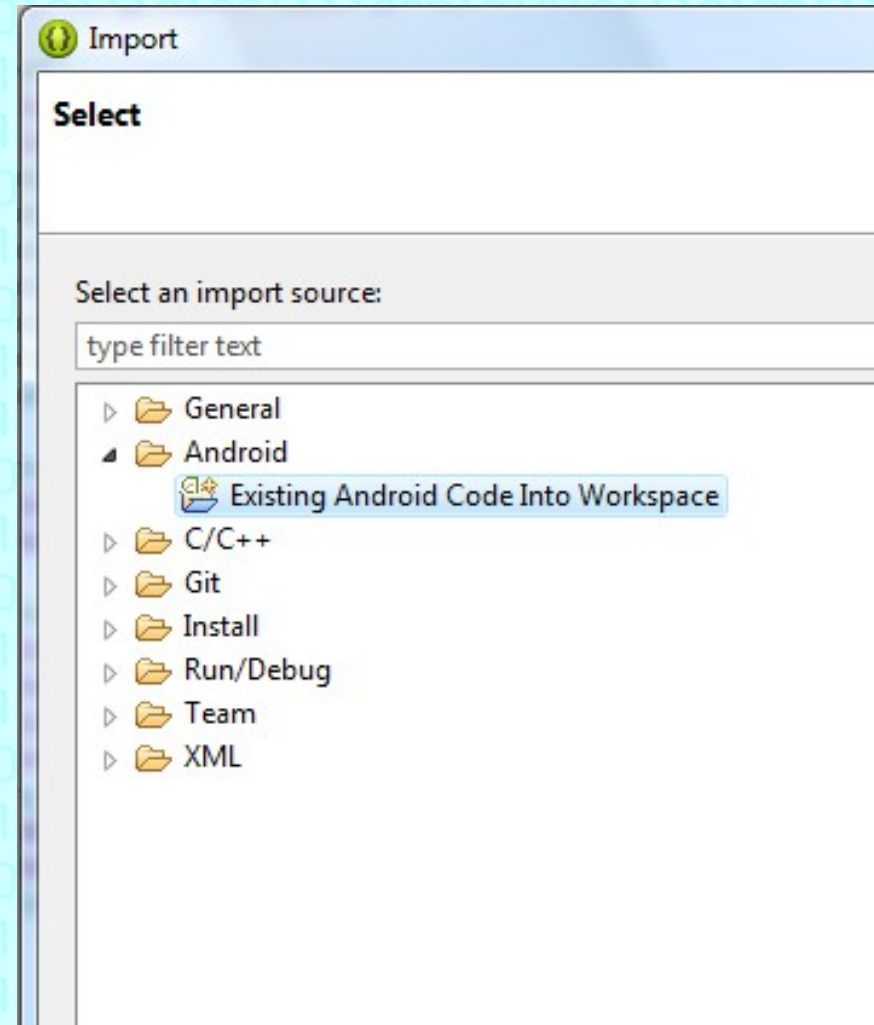 Import
Select
Select an import source:
type filter text
General
Android
Existing Android Code Into Workspace
C/C++
Git
Install
Run/Debug
Team
XML